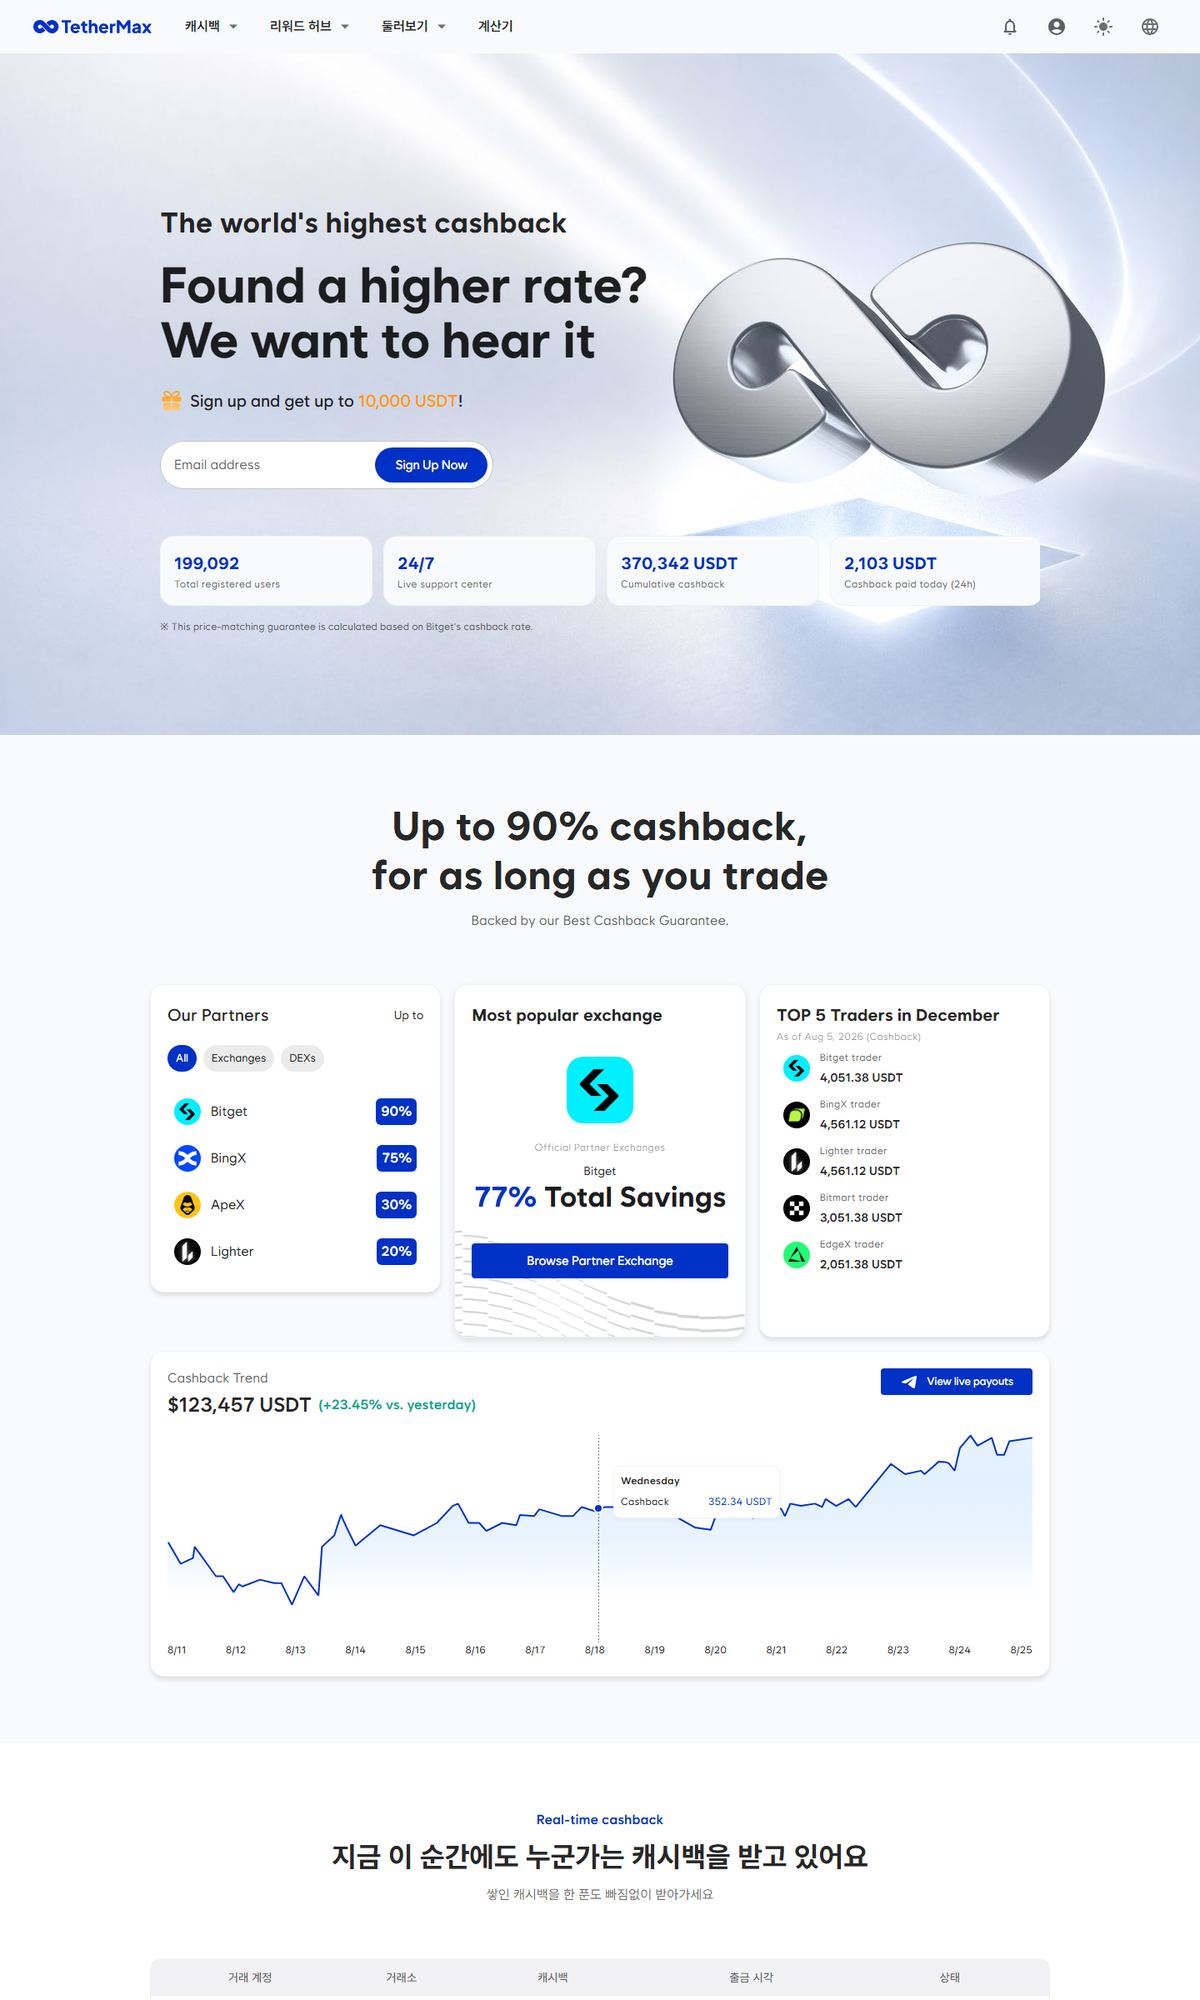 TetherMax
캐시백
리워드 허브
둘러보기
계산기
The world's highest cashback
Found a higher rate?
We want to hear it
Sign up and get up to 10,000 USDT!
Email address
Sign Up Now
199,092
Total registered users
24/7
Live support center
370,342 USDT
Cumulative cashback
2,103 USDT
Cashback paid today (24h)
※ This price-matching guarantee is calculated based on Bitget's cashback rate.
Up to 90% cashback,
for as long as you trade
Backed by our Best Cashback Guarantee.
Our Partners
Up to
All
Exchanges
DEXs
Bitget
90%
BingX
75%
ApeX
30%
Lighter
20%
Most popular exchange
Official Partner Exchanges
Bitget
77% Total Savings
Browse Partner Exchange
TOP 5 Traders in December
As of Aug 5, 2026 (Cashback)
Bitget trader
4,051.38 USDT
BingX trader
4,561.12 USDT
Lighter trader
4,561.12 USDT
Bitmart trader
3,051.38 USDT
EdgeX trader
2,051.38 USDT
Cashback Trend
$123,457 USDT (+23.45% vs. yesterday)
View live payouts
Wednesday
Cashback 352.34 USDT
8/11 8/12 8/13 8/14 8/15 8/16 8/17 8/18 8/19 8/20 8/21 8/22 8/23 8/24 8/25
Real-time cashback
지금 이 순간에도 누군가는 캐시백을 받고 있어요
쌓인 캐시백을 한 푼도 빠짐없이 받아가세요
거래 계정 거래소 캐시백 출금 시각 상태